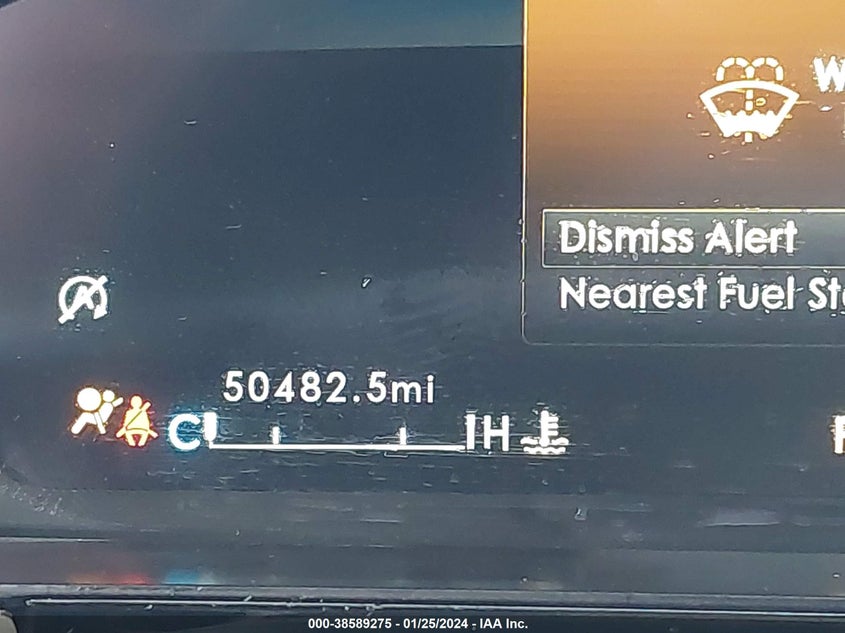 W
Dismiss Alert
Nearest Fuel St
50482.5mi
C H
000-38589275 - 01/25/2024 - IAA Inc.